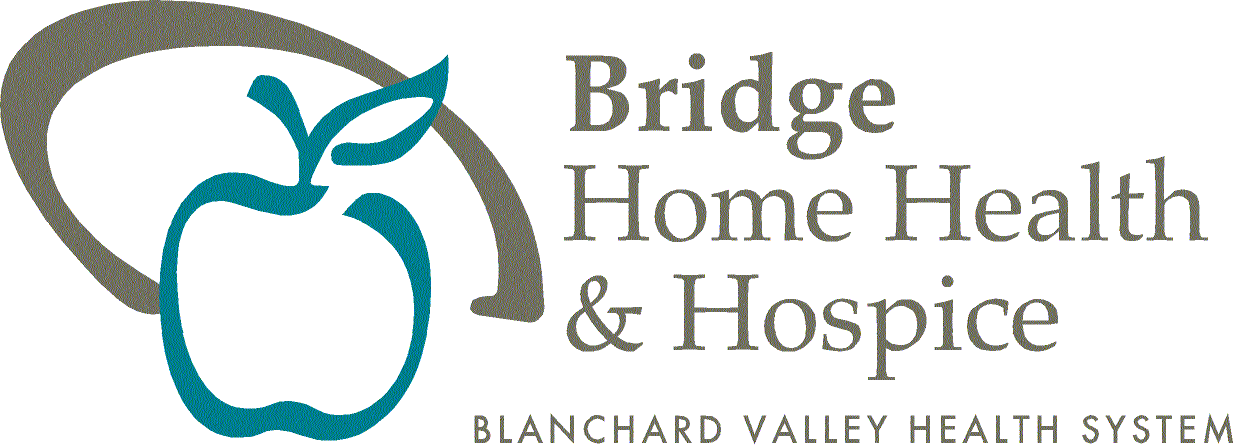 Bridge
Home Health
& Hospice
BLANCHARD VALLEY HEALTH SYSTEM